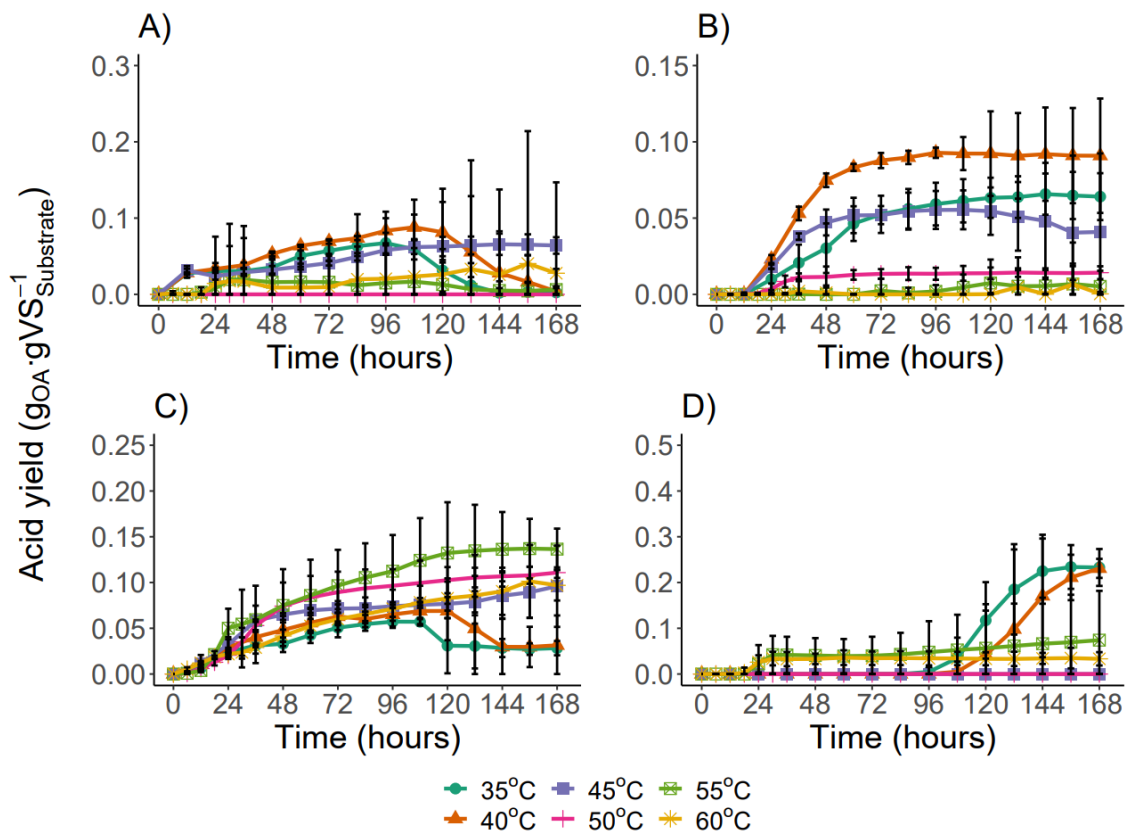 A)
B)
0.3
0.2
0.1
0.0
0 24 48 72 96 120 144 168
Time (hours)
0.15
0.10
0.05
0.00
0 24 48 72 96 120 144 168
Time (hours)
Acid yield (gOA·gVS−1Substrate)
C)
D)
0.25
0.20
0.15
0.10
0.05
0.00
0 24 48 72 96 120 144 168
Time (hours)
0.5
0.4
0.3
0.2
0.1
0.0
0 24 48 72 96 120 144 168
Time (hours)
35°C 45°C 55°C
40°C 50°C 60°C